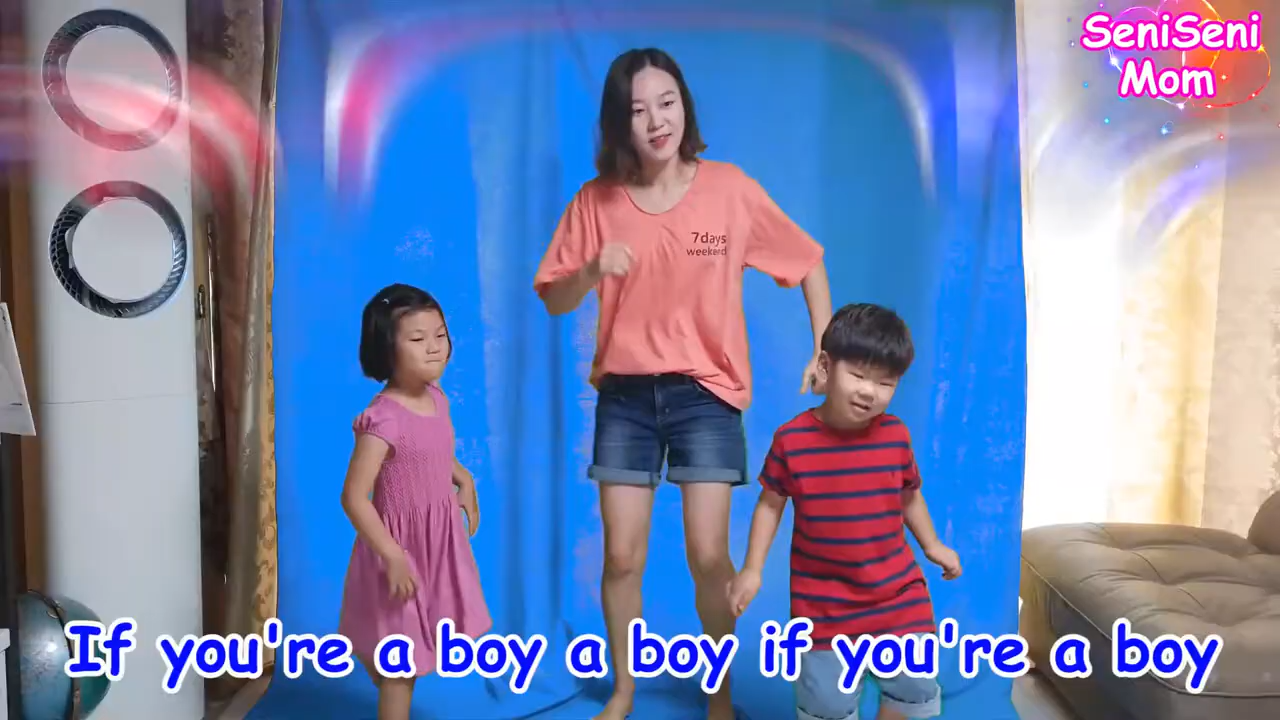 SeniSeni
Mom
7days
weekend
If you're a boy a boy if you're a boy